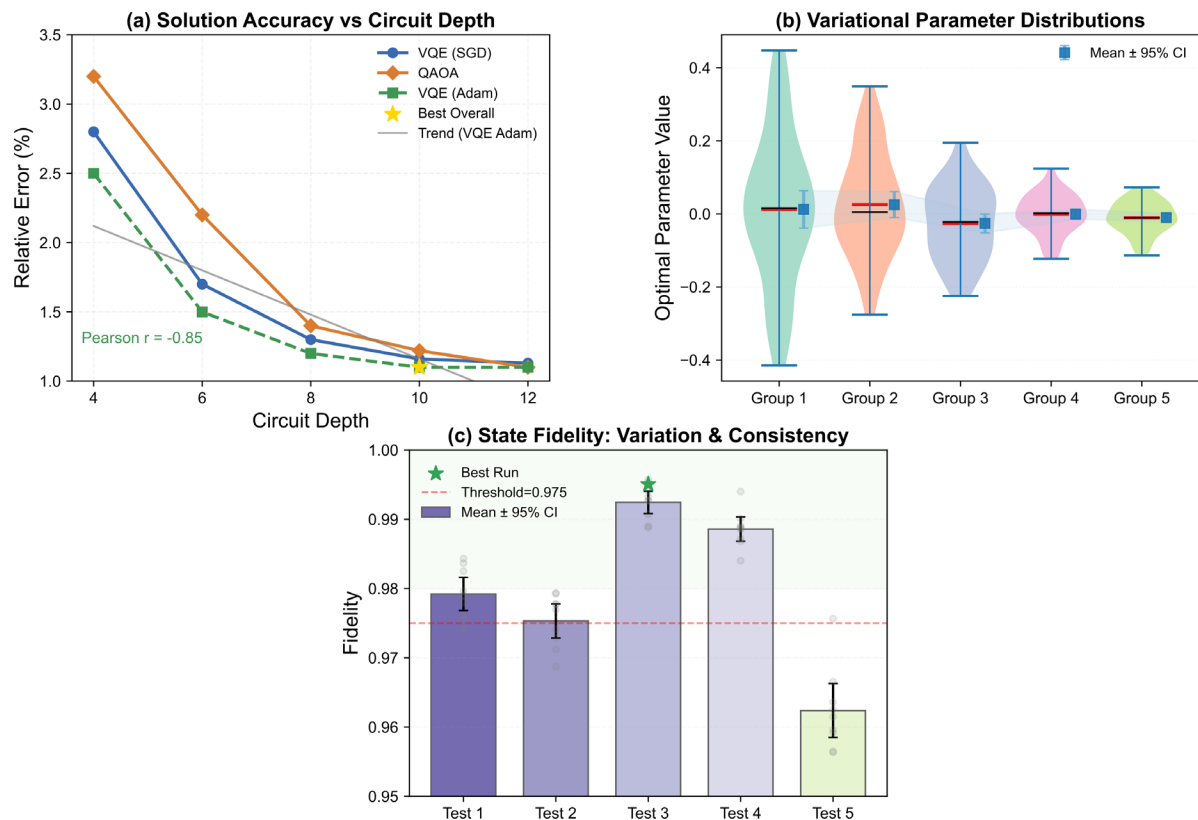 (a) Solution Accuracy vs Circuit Depth
Relative Error (%)
3.5
3.0
2.5
2.0
1.5
1.0
VQE (SGD)
QAOA
VQE (Adam)
Best Overall
Trend (VQE Adam)
Pearson r = -0.85
4 6 8 10 12
Circuit Depth
(b) Variational Parameter Distributions
Optimal Parameter Value
0.4
0.2
0.0
−0.2
−0.4
Mean ± 95% CI
Group 1 Group 2 Group 3 Group 4 Group 5
(c) State Fidelity: Variation & Consistency
Fidelity
1.00
0.99
0.98
0.97
0.96
0.95
Best Run
Threshold=0.975
Mean ± 95% CI
Test 1 Test 2 Test 3 Test 4 Test 5